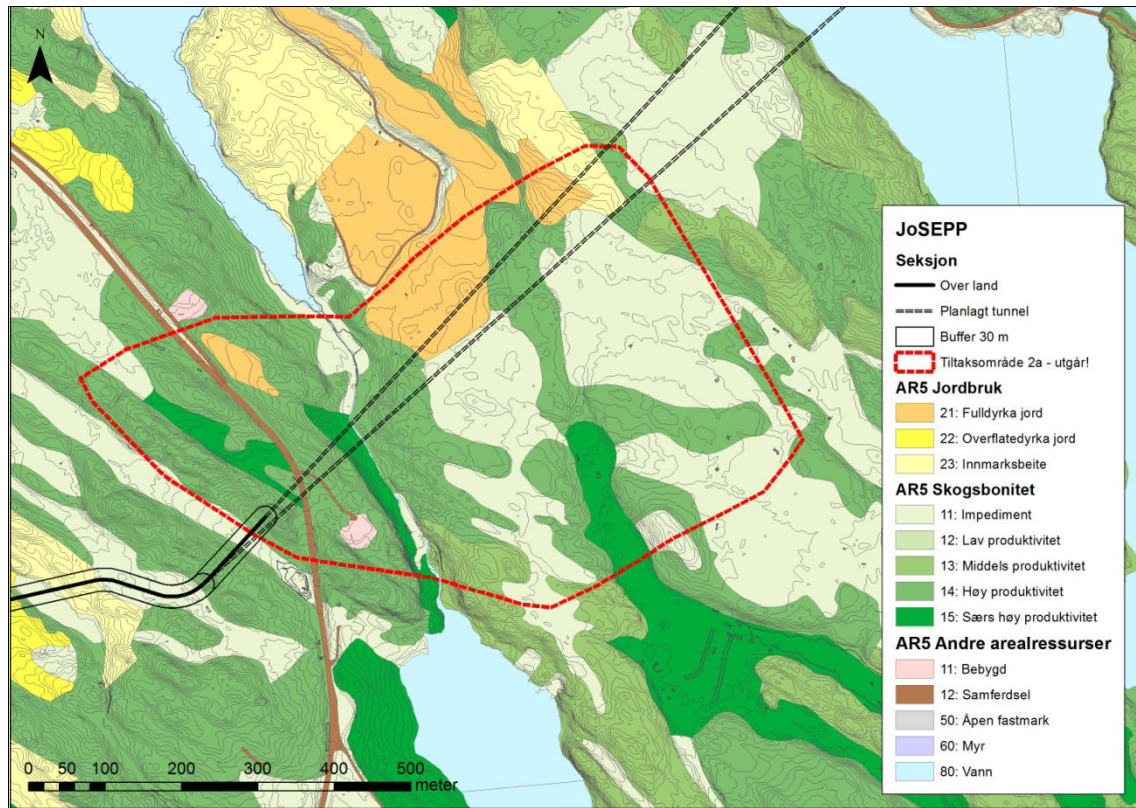 N
JoSEPP
Seksjon
Over land
Planlagt tunnel
Buffer 30 m
Tiltaksområde 2a - utgår!
AR5 Jordbruk
21: Fulldyrka jord
22: Overflatedyrka jord
23: Innmarksbeite
AR5 Skogsbonitet
11: Impediment
12: Lav produktivitet
13: Middels produktivitet
14: Høy produktivitet
15: Særs høy produktivitet
AR5 Andre arealressurser
11: Bebygd
12: Samferdsel
50: Åpen fastmark
60: Myr
80: Vann
0 50 100 200 300 400 500
meter